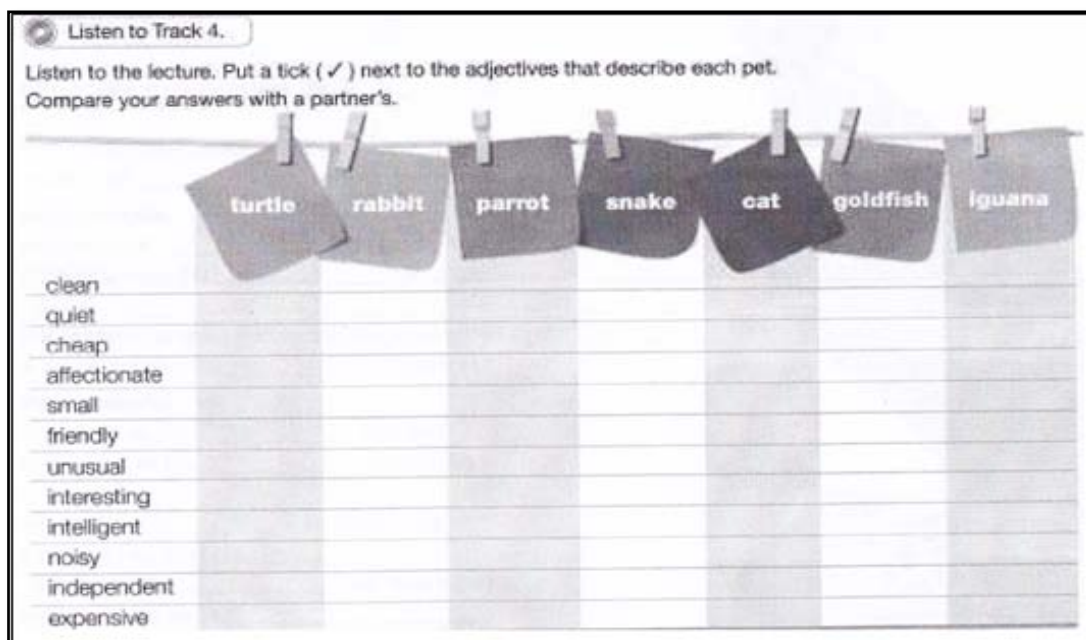 Listen to Track 4.
Listen to the lecture. Put a tick ( ✓ ) next to the adjectives that describe each pet.
Compare your answers with a partner's.
turtle rabbit parrot snake cat goldfish iguana
clean
quiet
cheap
affectionate
small
friendly
unusual
interesting
intelligent
noisy
independent
expensive